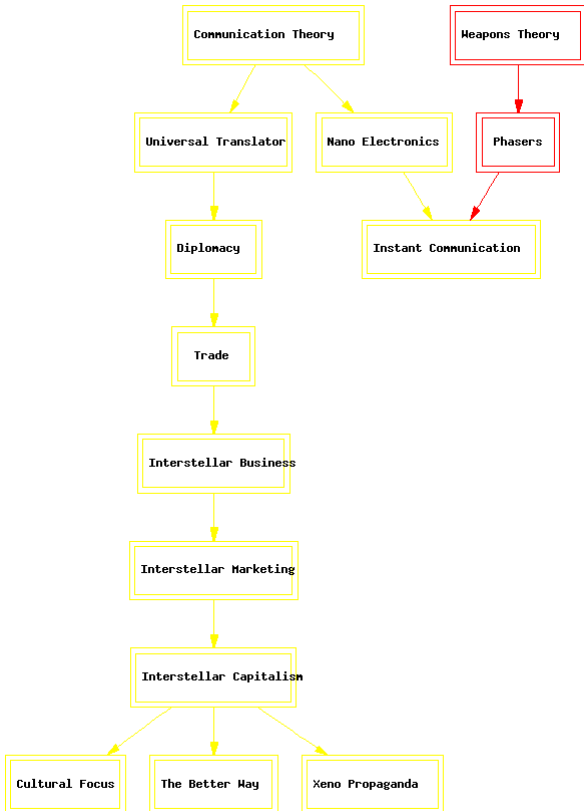 Communication Theory
Weapons Theory
Universal Translator
Nano Electronics
Phasers
Diplomacy
Instant Communication
Trade
Interstellar Business
Interstellar Marketing
Interstellar Capitalism
Cultural Focus
The Better Way
Xeno Propaganda